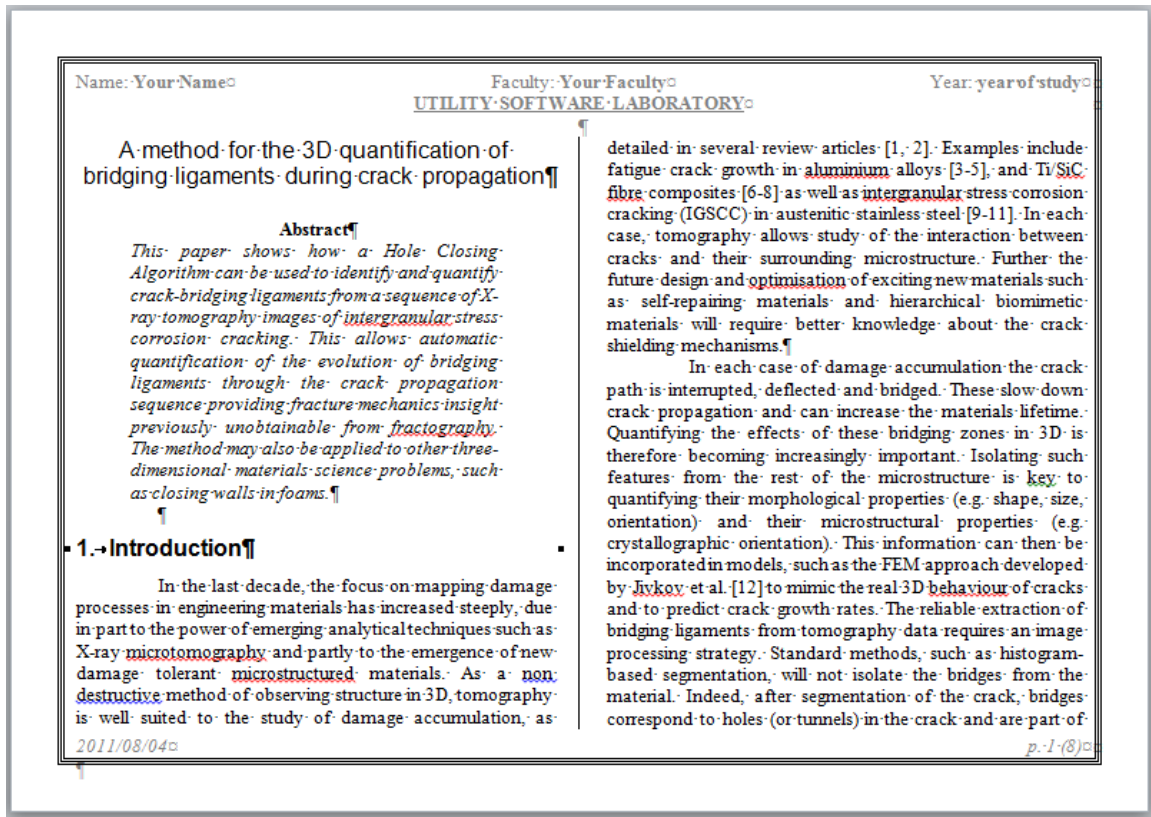 Name: Your Name Faculty: Your Faculty Year: year of study
UTILITY SOFTWARE LABORATORY
A method for the 3D quantification of
bridging ligaments during crack propagation
Abstract
This paper shows how a Hole Closing
Algorithm can be used to identify and quantify
crack-bridging ligaments from a sequence of X-
ray tomography images of intergranular stress
corrosion cracking. This allows automatic
quantification of the evolution of bridging
ligaments through the crack propagation
sequence providing fracture mechanics insight
previously unobtainable from fractography.
The method may also be applied to other three-
dimensional materials science problems, such
as closing walls in foams.
1. Introduction
In the last decade, the focus on mapping damage
processes in engineering materials has increased steeply, due
in part to the power of emerging analytical techniques such as
X-ray microtomography and partly to the emergence of new
damage tolerant microstructured materials. As a non
destructive method of observing structure in 3D, tomography
is well suited to the study of damage accumulation, as
detailed in several review articles [1, 2]. Examples include
fatigue crack growth in aluminium alloys [3-5], and Ti/SiC
fibre composites [6-8] as well as intergranular stress corrosion
cracking (IGSCC) in austenitic stainless steel [9-11]. In each
case, tomography allows study of the interaction between
cracks and their surrounding microstructure. Further the
future design and optimisation of exciting new materials such
as self-repairing materials and hierarchical biomimetic
materials will require better knowledge about the crack
shielding mechanisms.
In each case of damage accumulation the crack
path is interrupted, deflected and bridged. These slow down
crack propagation and can increase the materials lifetime.
Quantifying the effects of these bridging zones in 3D is
therefore becoming increasingly important. Isolating such
features from the rest of the microstructure is key to
quantifying their morphological properties (e.g. shape, size,
orientation) and their microstructural properties (e.g.
crystallographic orientation). This information can then be
incorporated in models, such as the FEM approach developed
by Jivkov et al. [12] to mimic the real 3D behaviour of cracks
and to predict crack growth rates. The reliable extraction of
bridging ligaments from tomography data requires an image
processing strategy. Standard methods, such as histogram-
based segmentation, will not isolate the bridges from the
material. Indeed, after segmentation of the crack, bridges
correspond to holes (or tunnels) in the crack and are part of
2011/08/04 p. 1 (8)